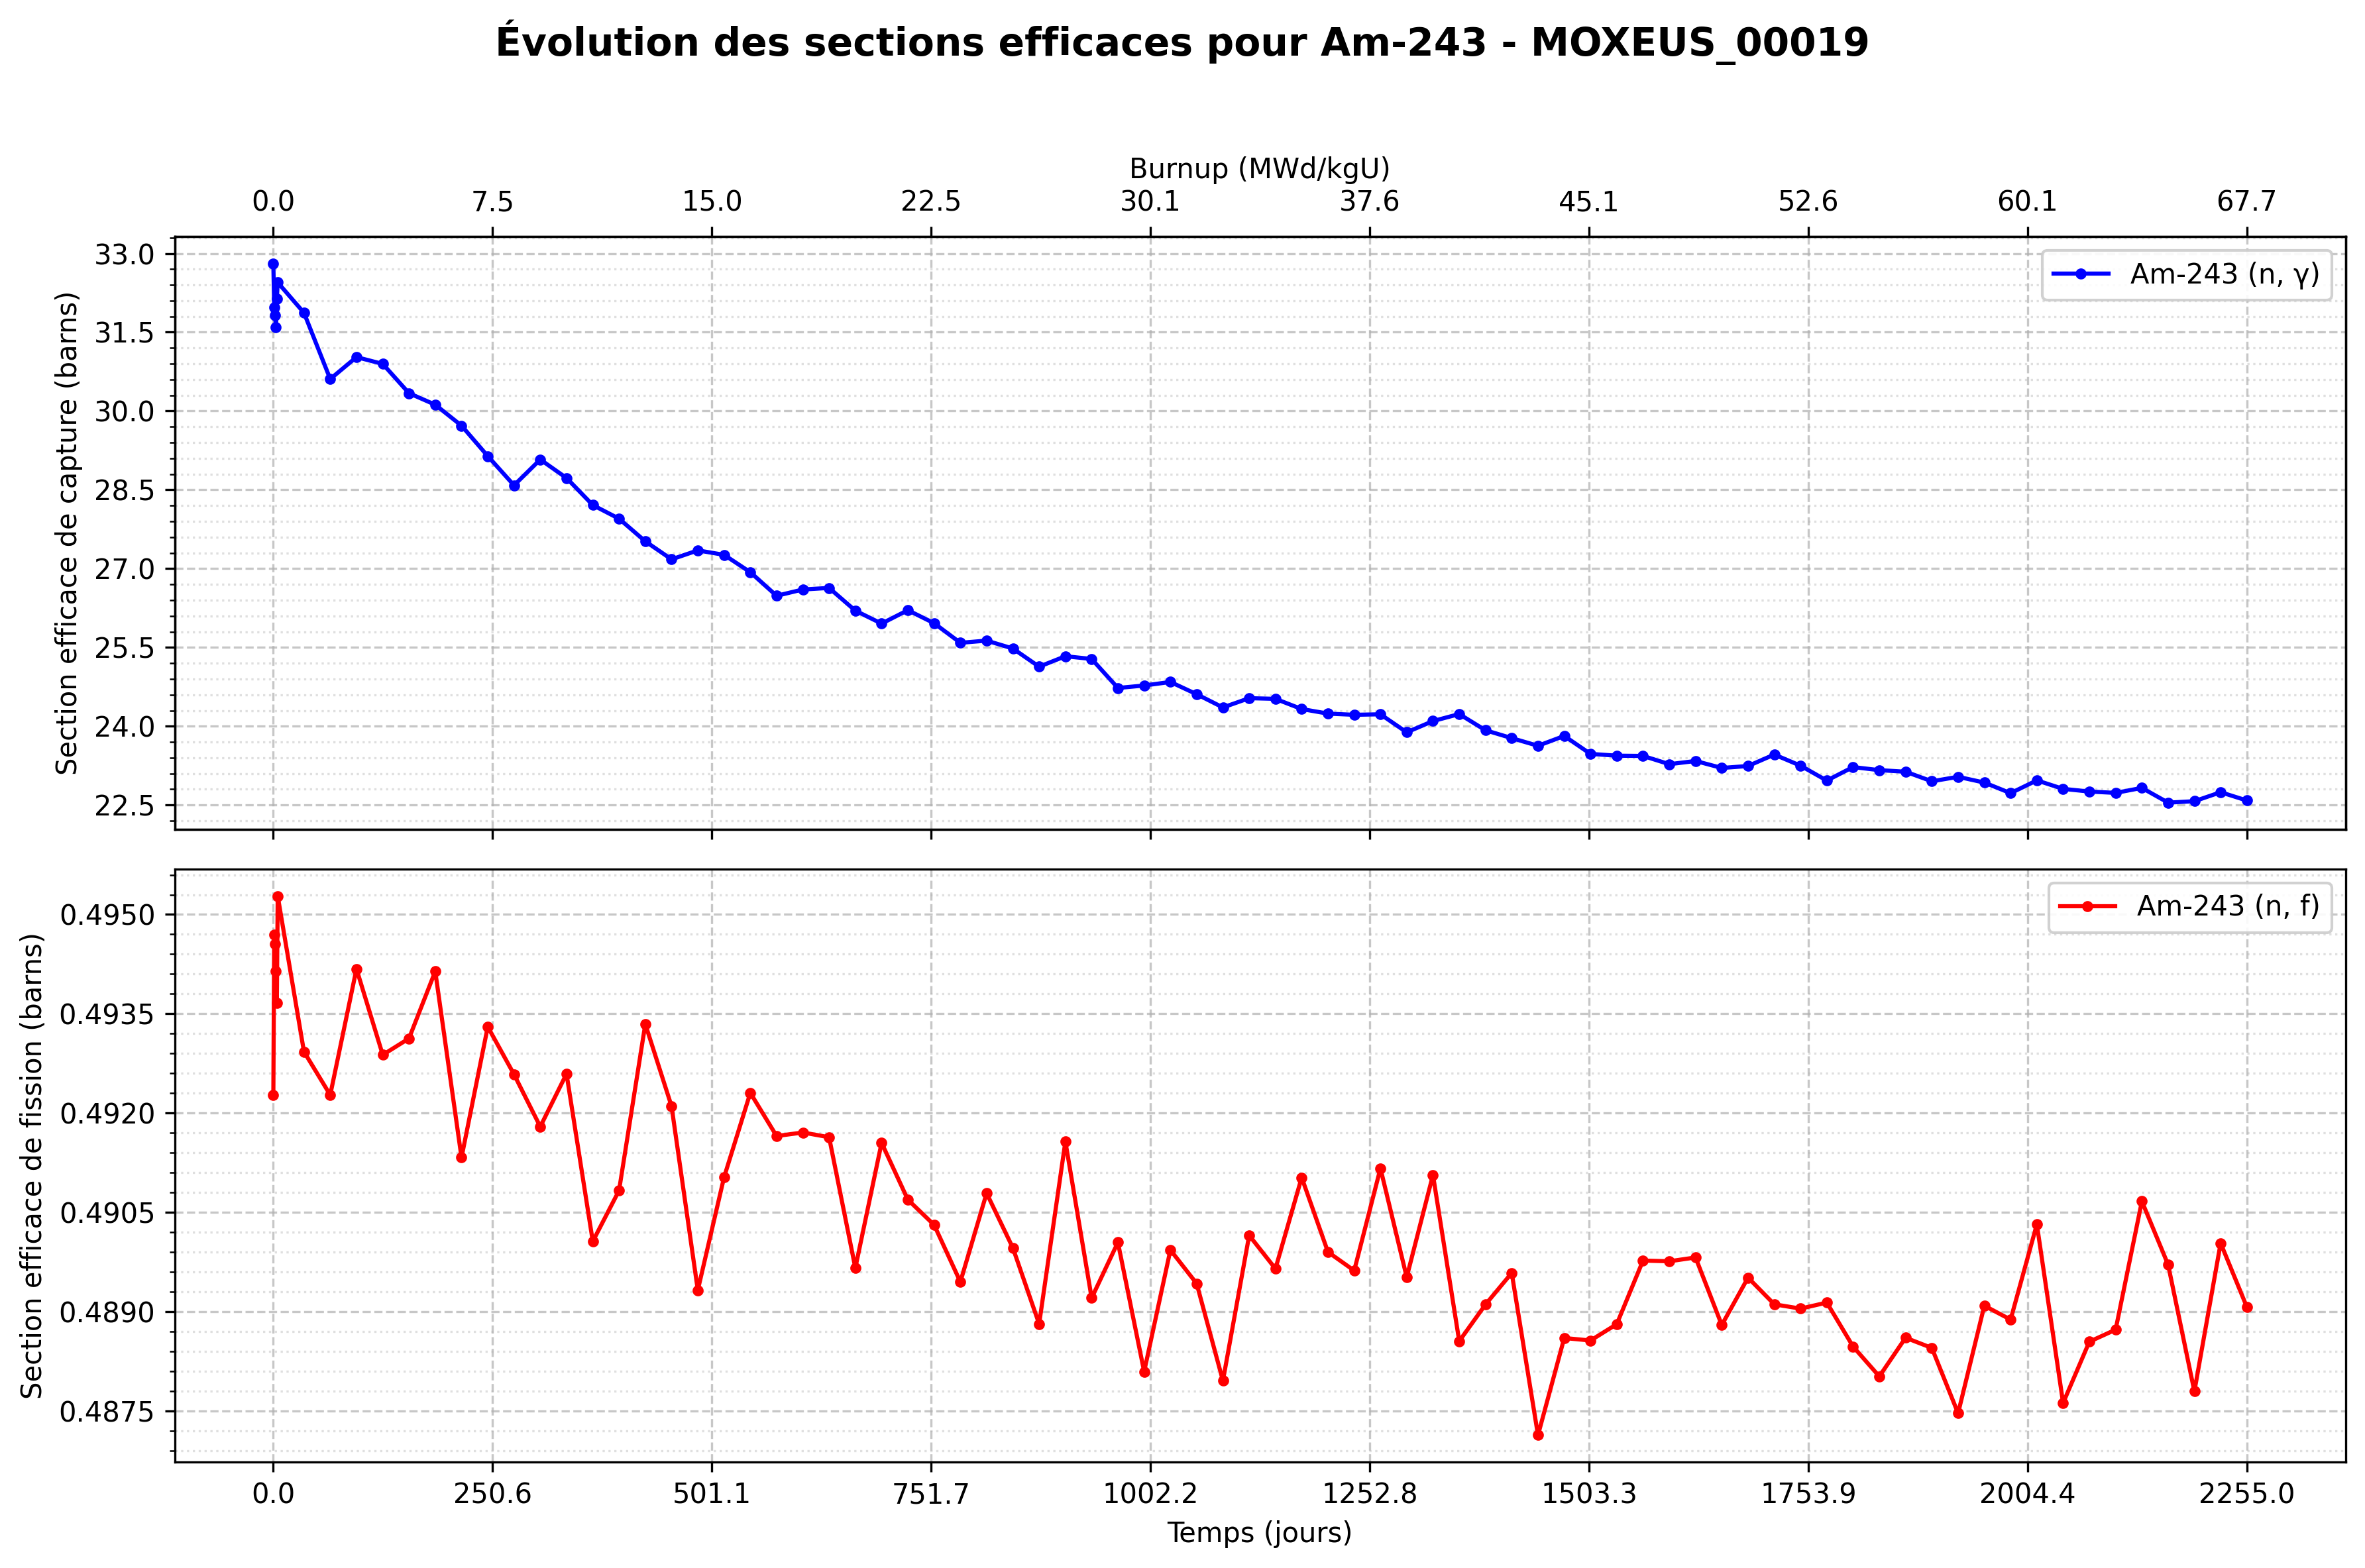 Évolution des sections efficaces pour Am-243 - MOXEUS_00019
Burnup (MWd/kgU)
0.0 7.5 15.0 22.5 30.1 37.6 45.1 52.6 60.1 67.7
Section efficace de capture (barns)
33.0
31.5
30.0
28.5
27.0
25.5
24.0
22.5
Am-243 (n, γ)
Section efficace de fission (barns)
0.4950
0.4935
0.4920
0.4905
0.4890
0.4875
Am-243 (n, f)
0.0 250.6 501.1 751.7 1002.2 1252.8 1503.3 1753.9 2004.4 2255.0
Temps (jours)